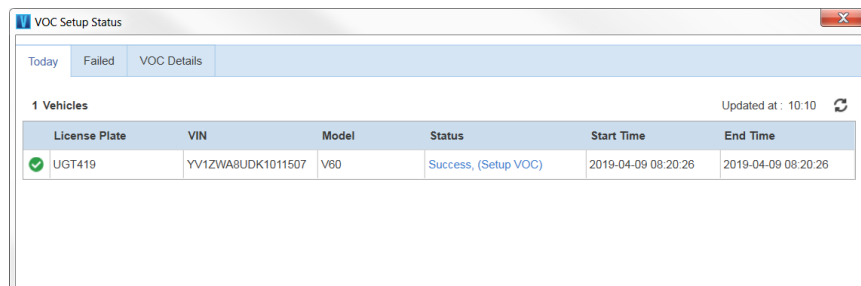 VOC Setup Status
Today Failed VOC Details
1 Vehicles Updated at : 10:10
License Plate VIN Model Status Start Time End Time
UGT419 YV1ZWA8UDK1011507 V60 Success, (Setup VOC) 2019-04-09 08:20:26 2019-04-09 08:20:26